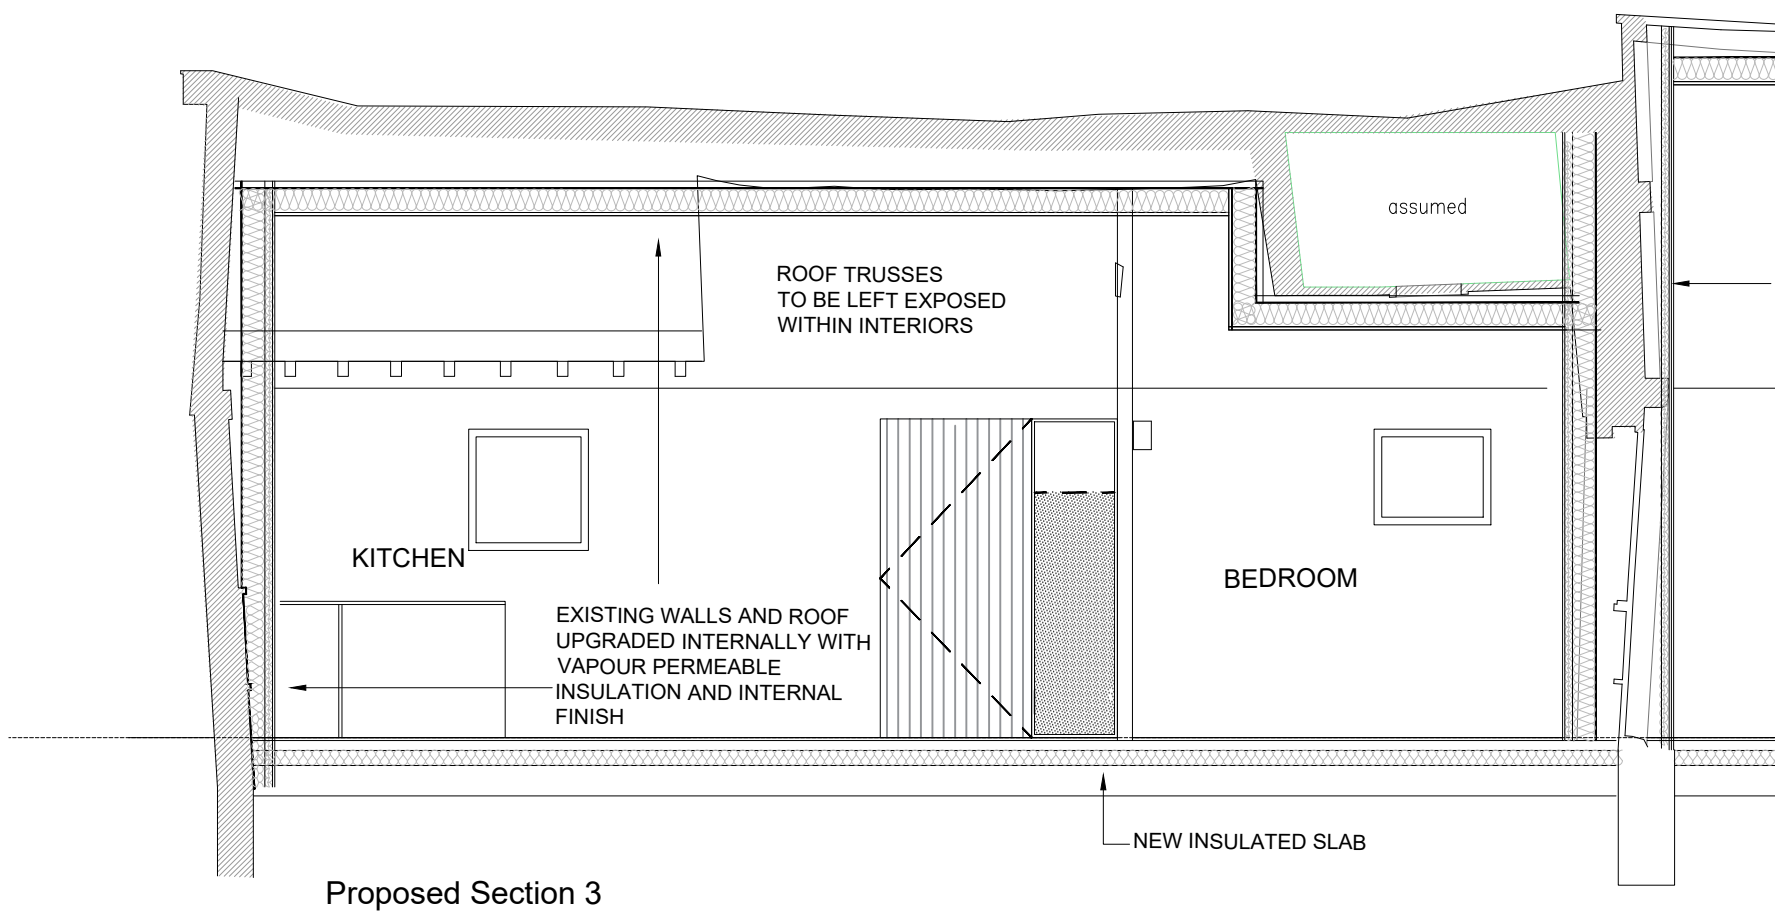 assumed
ROOF TRUSSES
TO BE LEFT EXPOSED
WITHIN INTERIORS
KITCHEN
BEDROOM
EXISTING WALLS AND ROOF
UPGRADED INTERNALLY WITH
VAPOUR PERMEABLE
INSULATION AND INTERNAL
FINISH
NEW INSULATED SLAB
Proposed Section 3